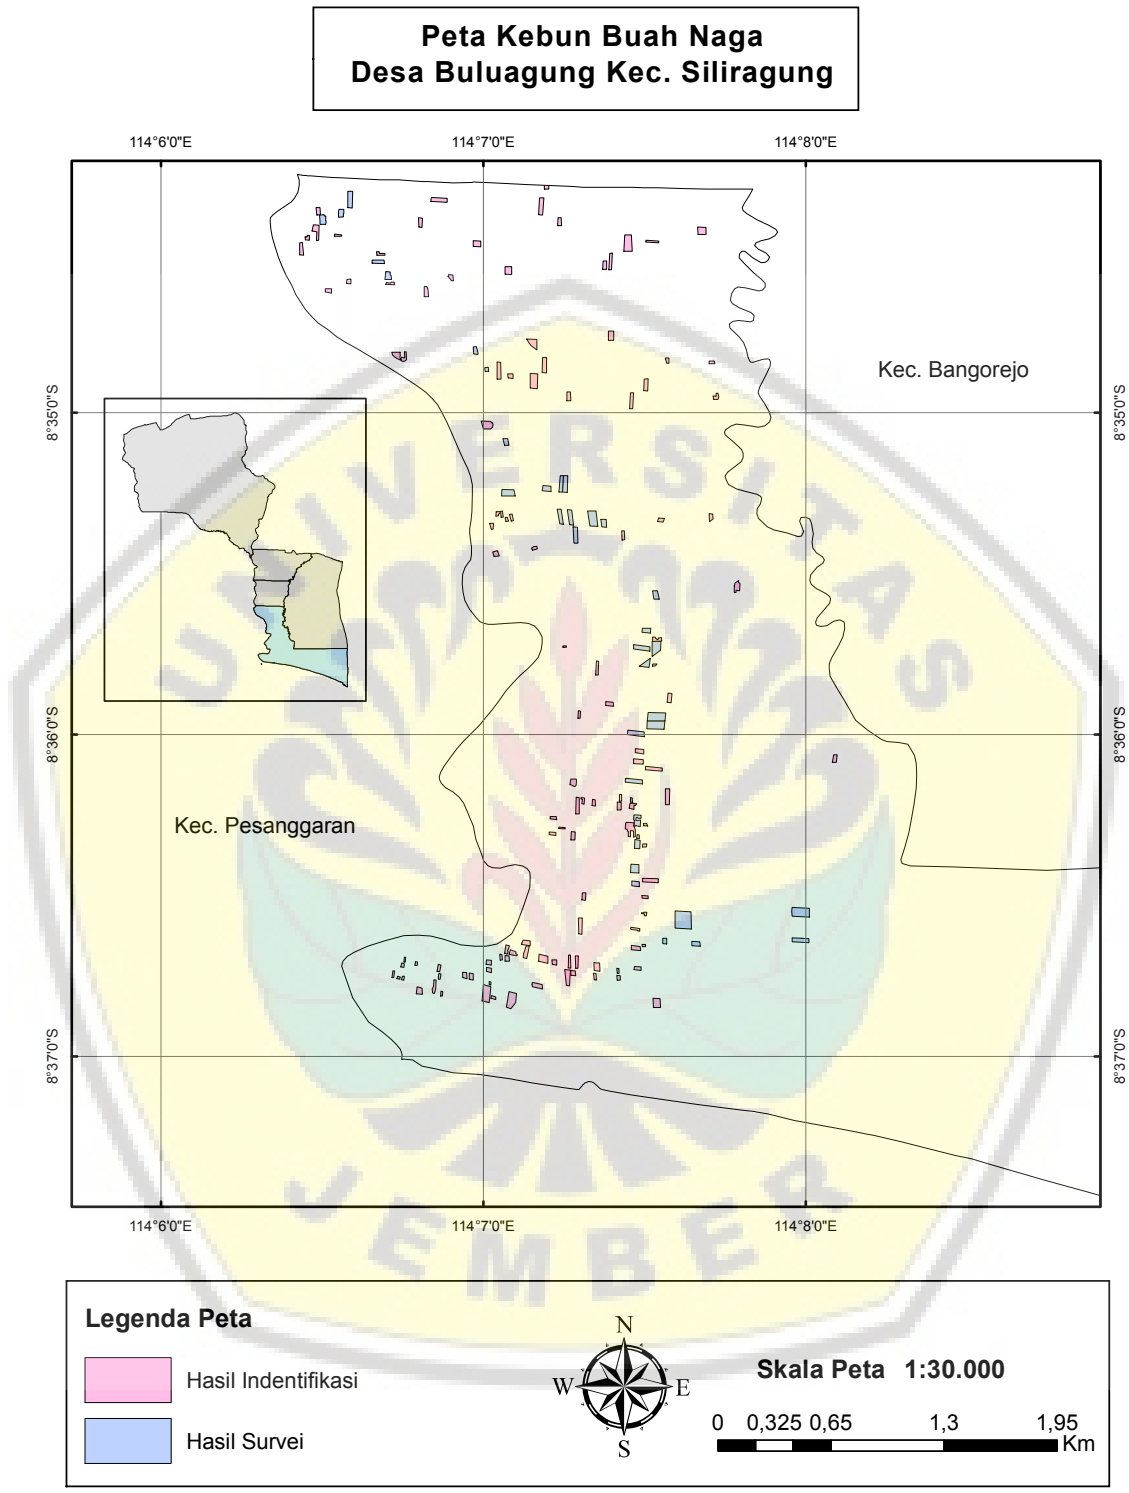 Peta Kebun Buah Naga
Desa Buluagung Kec. Siliragung
114°6'0"E 114°7'0"E 114°8'0"E
Kec. Bangorejo
8°35'0"S 8°35'0"S
UNIVERSITAS
8°36'0"S 8°36'0"S
Kec. Pesanggaran
8°37'0"S 8°37'0"S
JEMBER
114°6'0"E 114°7'0"E 114°8'0"E
Legenda Peta
Hasil Indentifikasi
Hasil Survei
N
W E
S
Skala Peta 1:30.000
0 0,325 0,65 1,3 1,95
Km